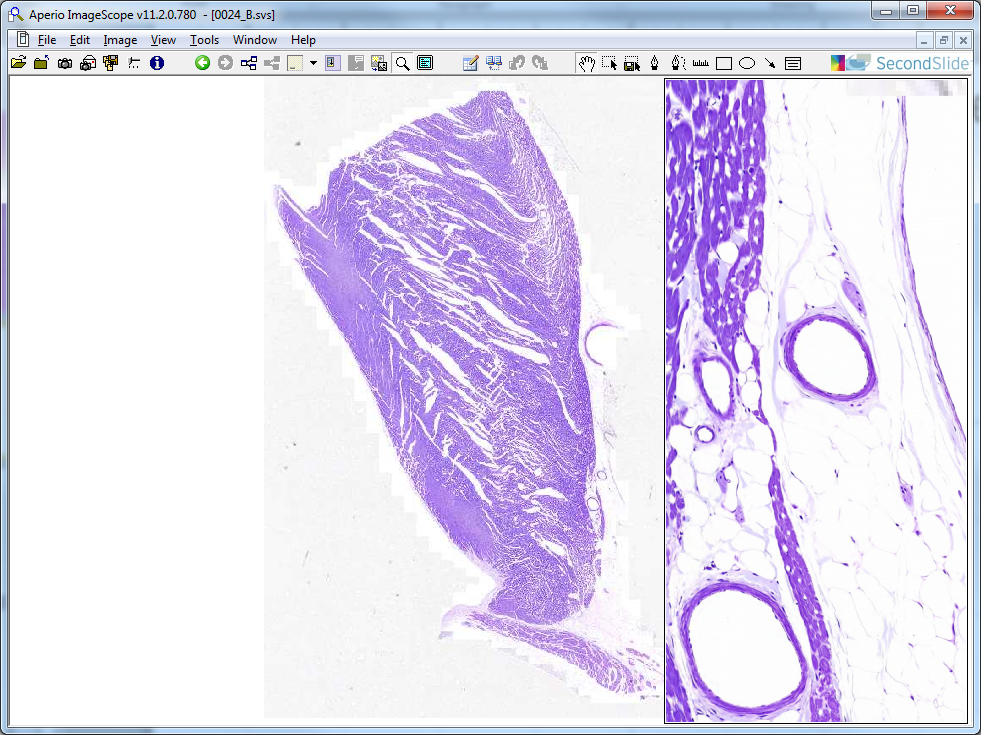 Aperio ImageScope v11.2.0.780 - [0024_B.svs]
File Edit Image View Tools Window Help
SecondSlide